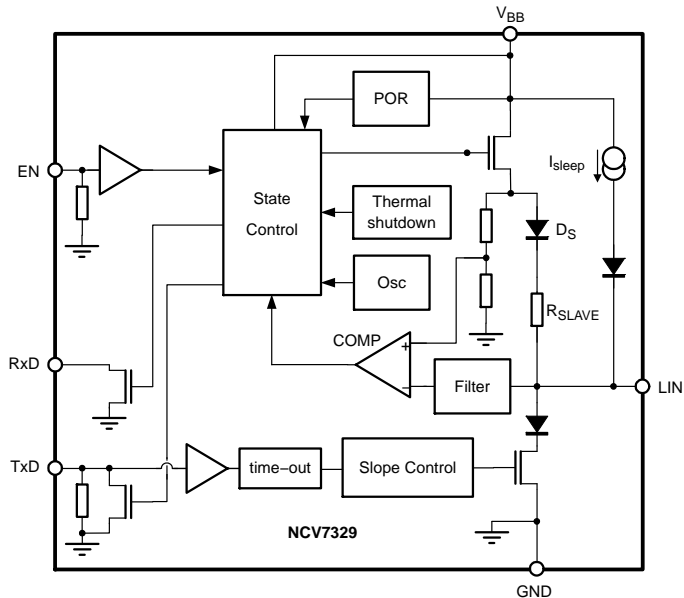 VBB
POR
EN
Isleep
State
Control
Thermal
shutdown
DS
Osc
RSLAVE
COMP
+
−
RxD
Filter
LIN
TxD
time−out
Slope Control
NCV7329
GND